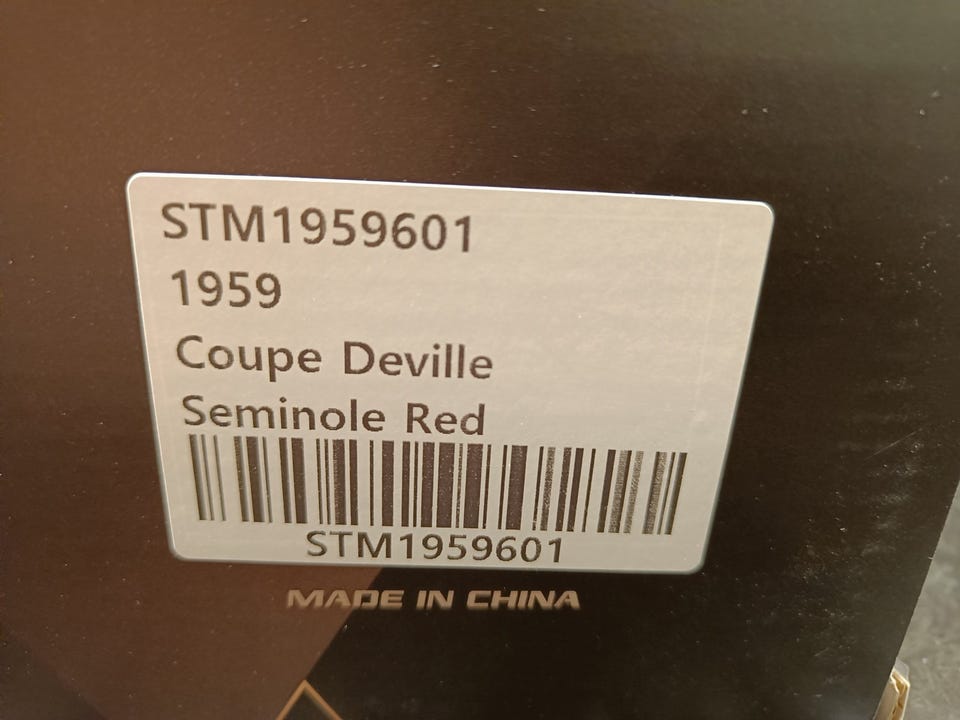 STM1959601
1959
Coupe Deville
Seminole Red
STM1959601
MADE IN CHINA